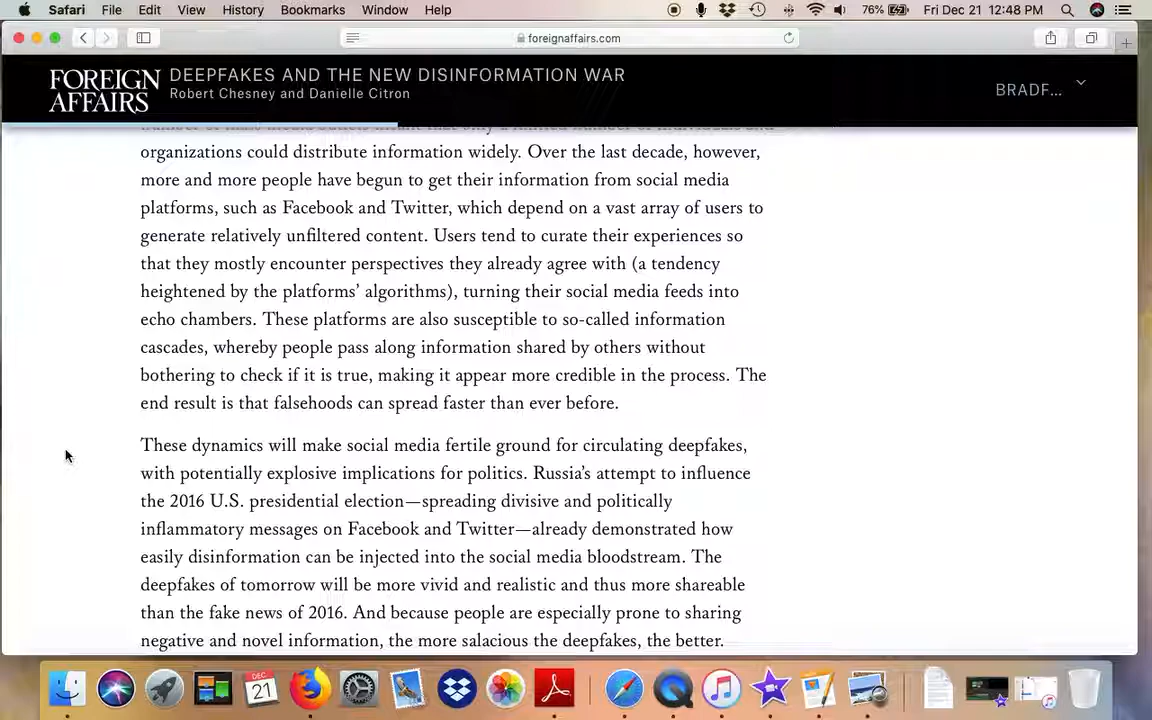 Safari File Edit View History Bookmarks Window Help 76% Fri Dec 21 12:48 PM
foreignaffairs.com
FOREIGN AFFAIRS
DEEPFAKES AND THE NEW DISINFORMATION WAR
Robert Chesney and Danielle Citron
BRADF...
organizations could distribute information widely. Over the last decade, however,
more and more people have begun to get their information from social media
platforms, such as Facebook and Twitter, which depend on a vast array of users to
generate relatively unfiltered content. Users tend to curate their experiences so
that they mostly encounter perspectives they already agree with (a tendency
heightened by the platforms’ algorithms), turning their social media feeds into
echo chambers. These platforms are also susceptible to so-called information
cascades, whereby people pass along information shared by others without
bothering to check if it is true, making it appear more credible in the process. The
end result is that falsehoods can spread faster than ever before.
These dynamics will make social media fertile ground for circulating deepfakes,
with potentially explosive implications for politics. Russia’s attempt to influence
the 2016 U.S. presidential election—spreading divisive and politically
inflammatory messages on Facebook and Twitter—already demonstrated how
easily disinformation can be injected into the social media bloodstream. The
deepfakes of tomorrow will be more vivid and realistic and thus more shareable
than the fake news of 2016. And because people are especially prone to sharing
negative and novel information, the more salacious the deepfakes, the better.
DEC
21